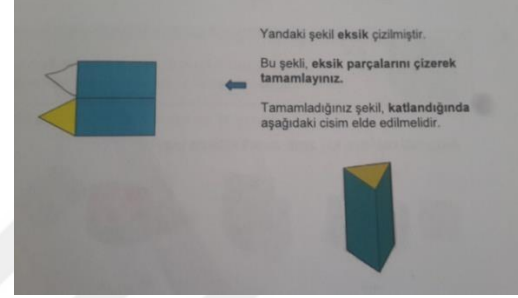 Yandaki şekil eksik çizilmiştir.
Bu şekli, eksik parçalarını çizerek
tamamlayınız.
Tamamladığınız şekil, katlandığında
aşağıdaki cisim elde edilmelidir.